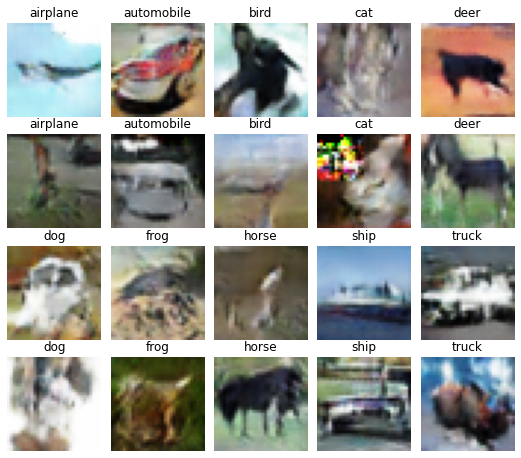 airplane automobile bird cat deer
airplane automobile bird cat deer
dog frog horse ship truck
dog frog horse ship truck